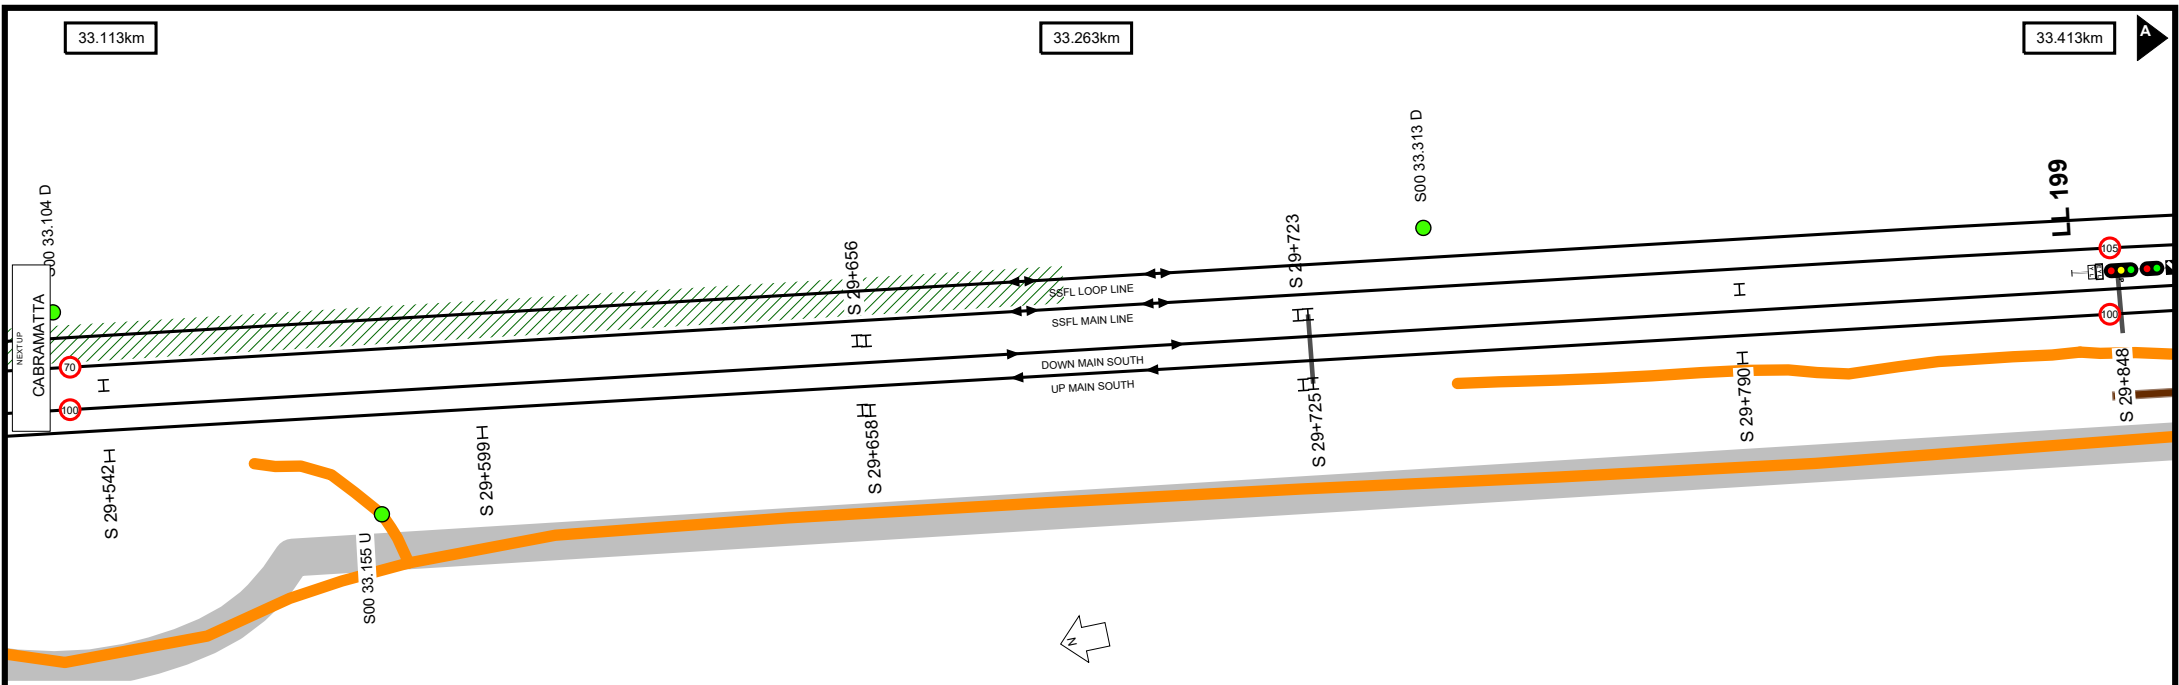 33.113km
33.263km
33.413km
A
S00 33.104 D
NEXT UP
CABRAMATTA
70
100
S 29+542
S 29+599
S00 33.155 U
S 29+656
S 29+658
SSFL LOOP LINE
SSFL MAIN LINE
DOWN MAIN SOUTH
UP MAIN SOUTH
S 29+723
S 29+725
S00 33.313 D
S 29+790
L 199
105
100
S 29+848
N